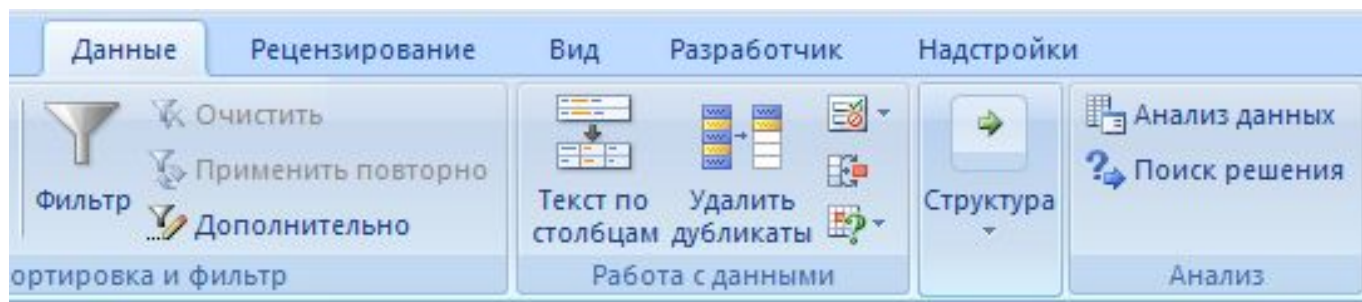 Данные Рецензирование Вид Разработчик Надстройки
Очистить
Применить повторно
Дополнительно
Фильтр
ортировка и фильтр
Текст по столбцам
Удалить дубликаты
Работа с данными
Структура
Анализ данных
Поиск решения
Анализ